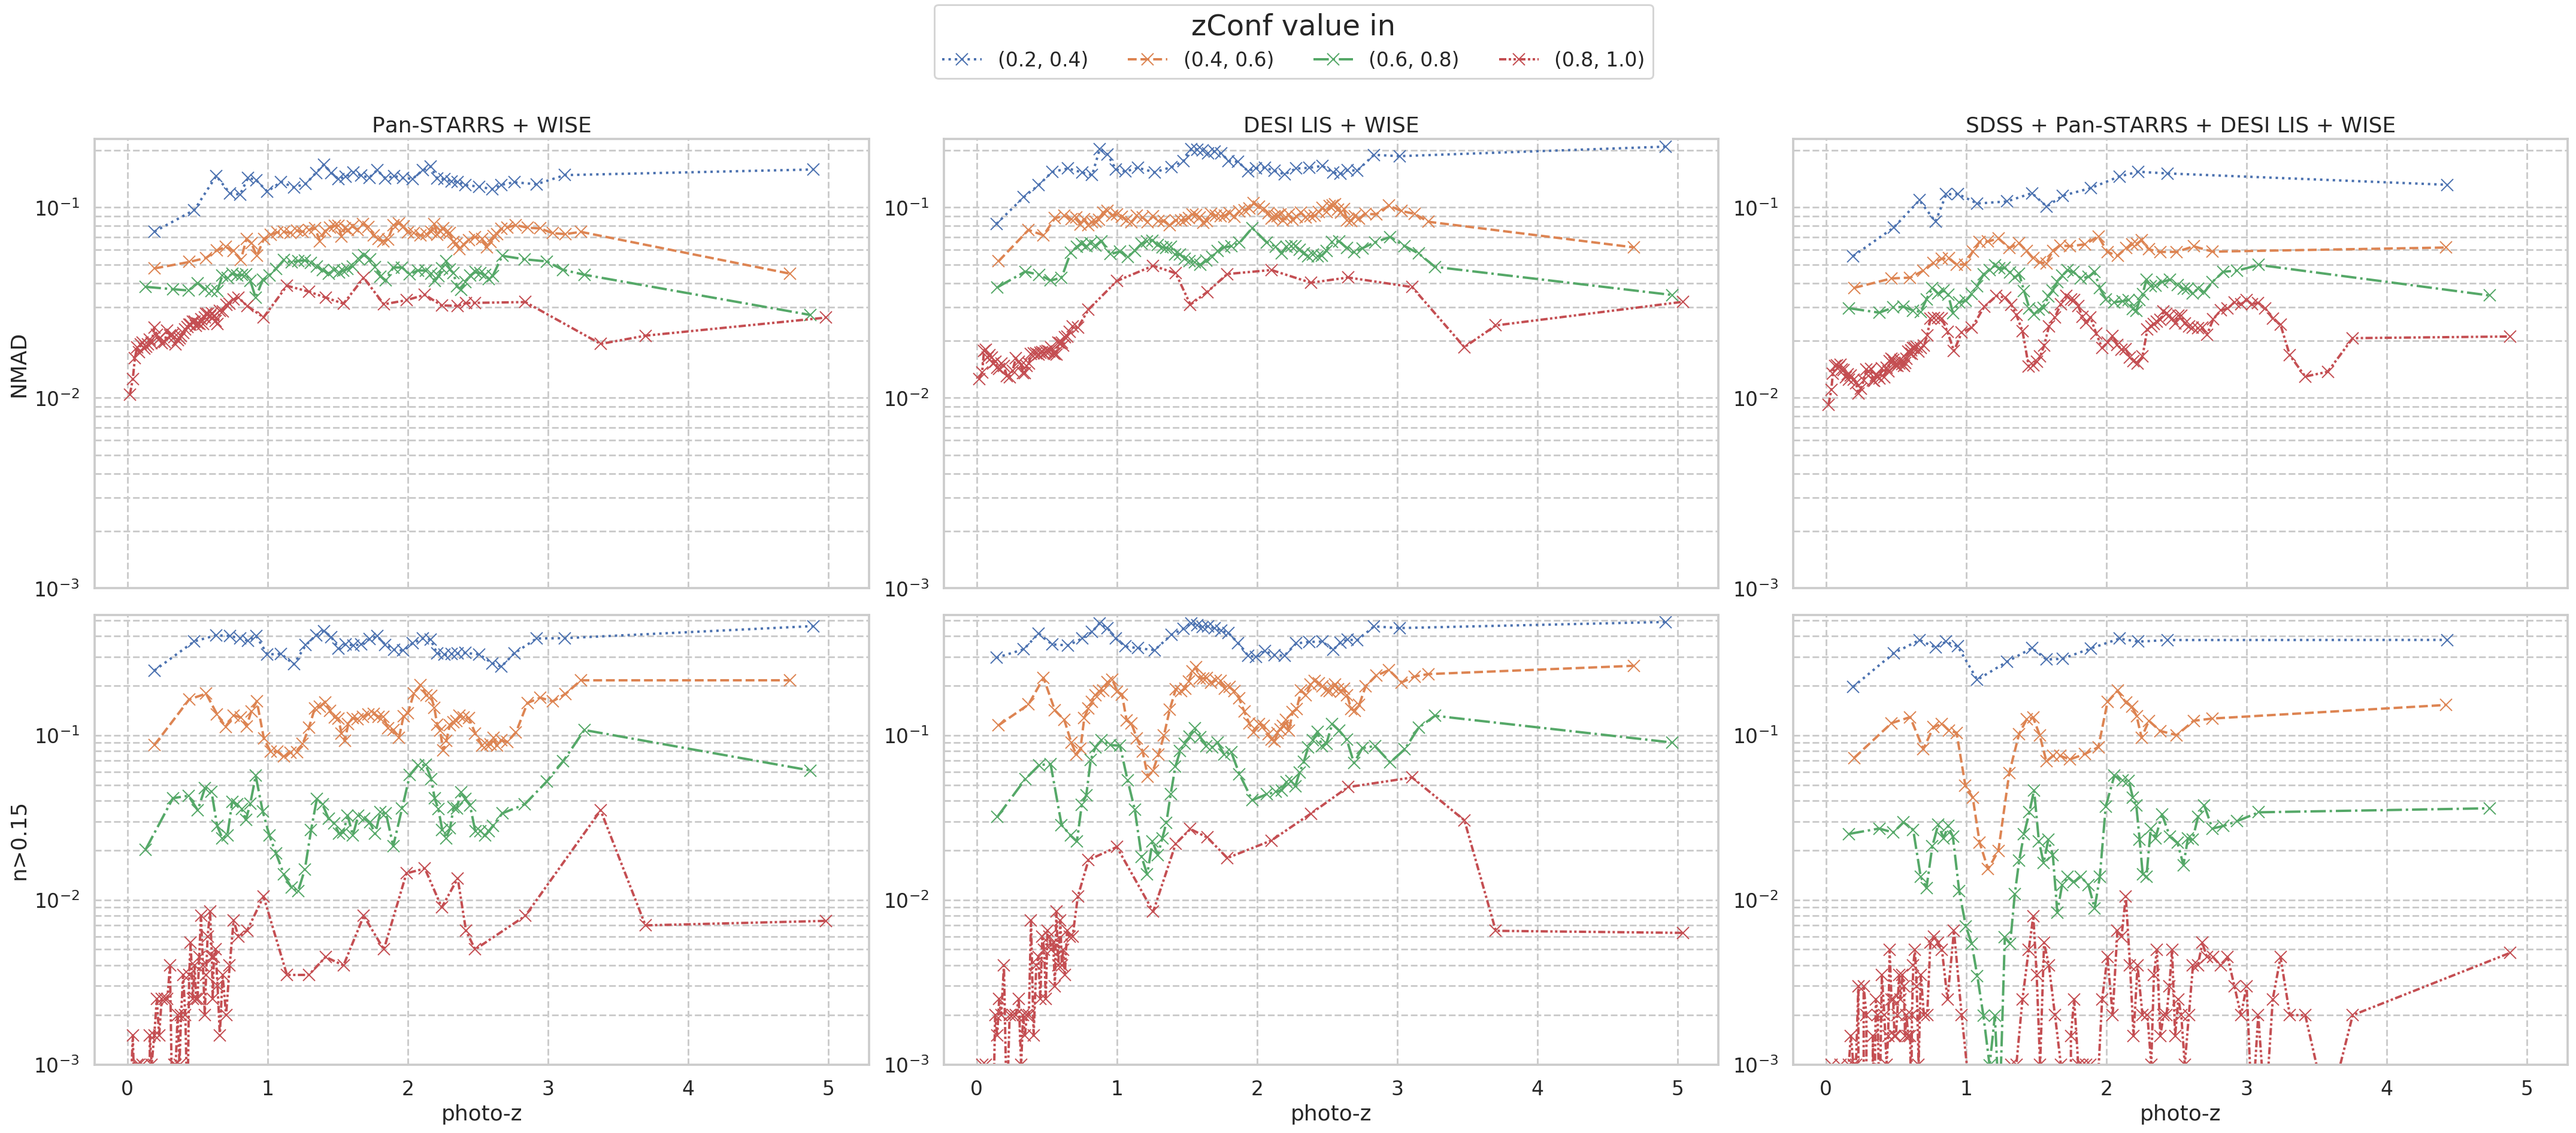 zConf value in
(0.2, 0.4) (0.4, 0.6) (0.6, 0.8) (0.8, 1.0)
Pan-STARRS + WISE
DESI LIS + WISE
SDSS + Pan-STARRS + DESI LIS + WISE
NMAD
10⁻¹
10⁻²
10⁻³
10⁻¹
10⁻²
10⁻³
10⁻¹
10⁻²
10⁻³
n>0.15
10⁻¹
10⁻²
10⁻³
10⁻¹
10⁻²
10⁻³
10⁻¹
10⁻²
10⁻³
0 1 2 3 4 5
photo-z
0 1 2 3 4 5
photo-z
0 1 2 3 4 5
photo-z